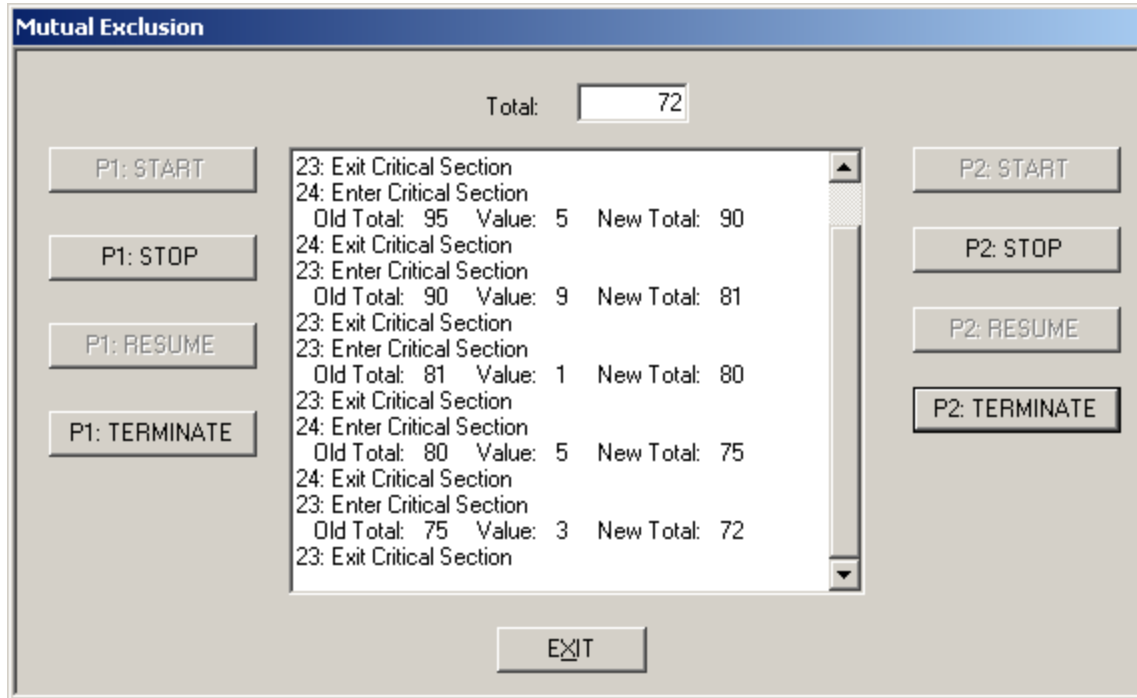 Mutual Exclusion
Total: 72
P1: START
P1: STOP
P1: RESUME
P1: TERMINATE
23: Exit Critical Section
24: Enter Critical Section
Old Total: 95 Value: 5 New Total: 90
24: Exit Critical Section
23: Enter Critical Section
Old Total: 90 Value: 9 New Total: 81
23: Exit Critical Section
23: Enter Critical Section
Old Total: 81 Value: 1 New Total: 80
23: Exit Critical Section
24: Enter Critical Section
Old Total: 80 Value: 5 New Total: 75
24: Exit Critical Section
23: Enter Critical Section
Old Total: 75 Value: 3 New Total: 72
23: Exit Critical Section
P2: START
P2: STOP
P2: RESUME
P2: TERMINATE
EXIT